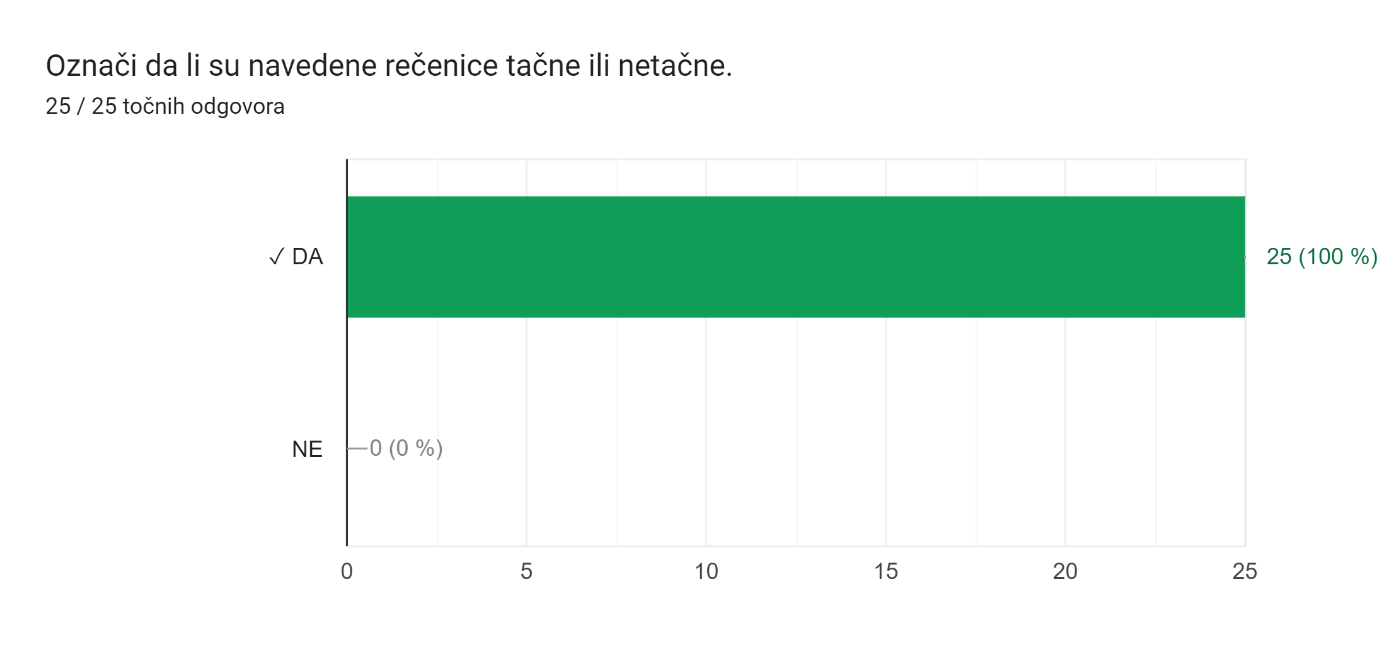 Označi da li su navedene rečenice tačne ili netačne.
25 / 25 točnih odgovora
✓ DA
25 (100 %)
NE
0 (0 %)
0 5 10 15 20 25